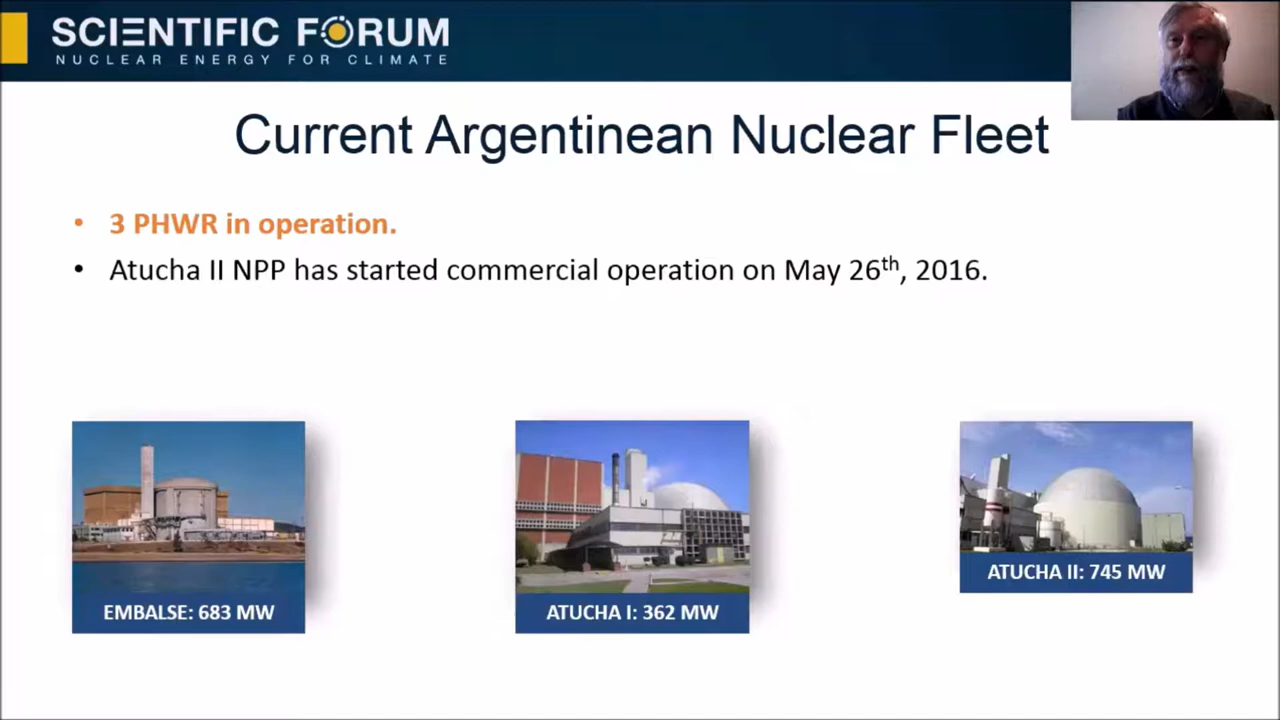 SCIENTIFIC FORUM
NUCLEAR ENERGY FOR CLIMATE
Current Argentinean Nuclear Fleet
• 3 PHWR in operation.
• Atucha II NPP has started commercial operation on May 26th, 2016.
EMBALSE: 683 MW
ATUCHA I: 362 MW
ATUCHA II: 745 MW